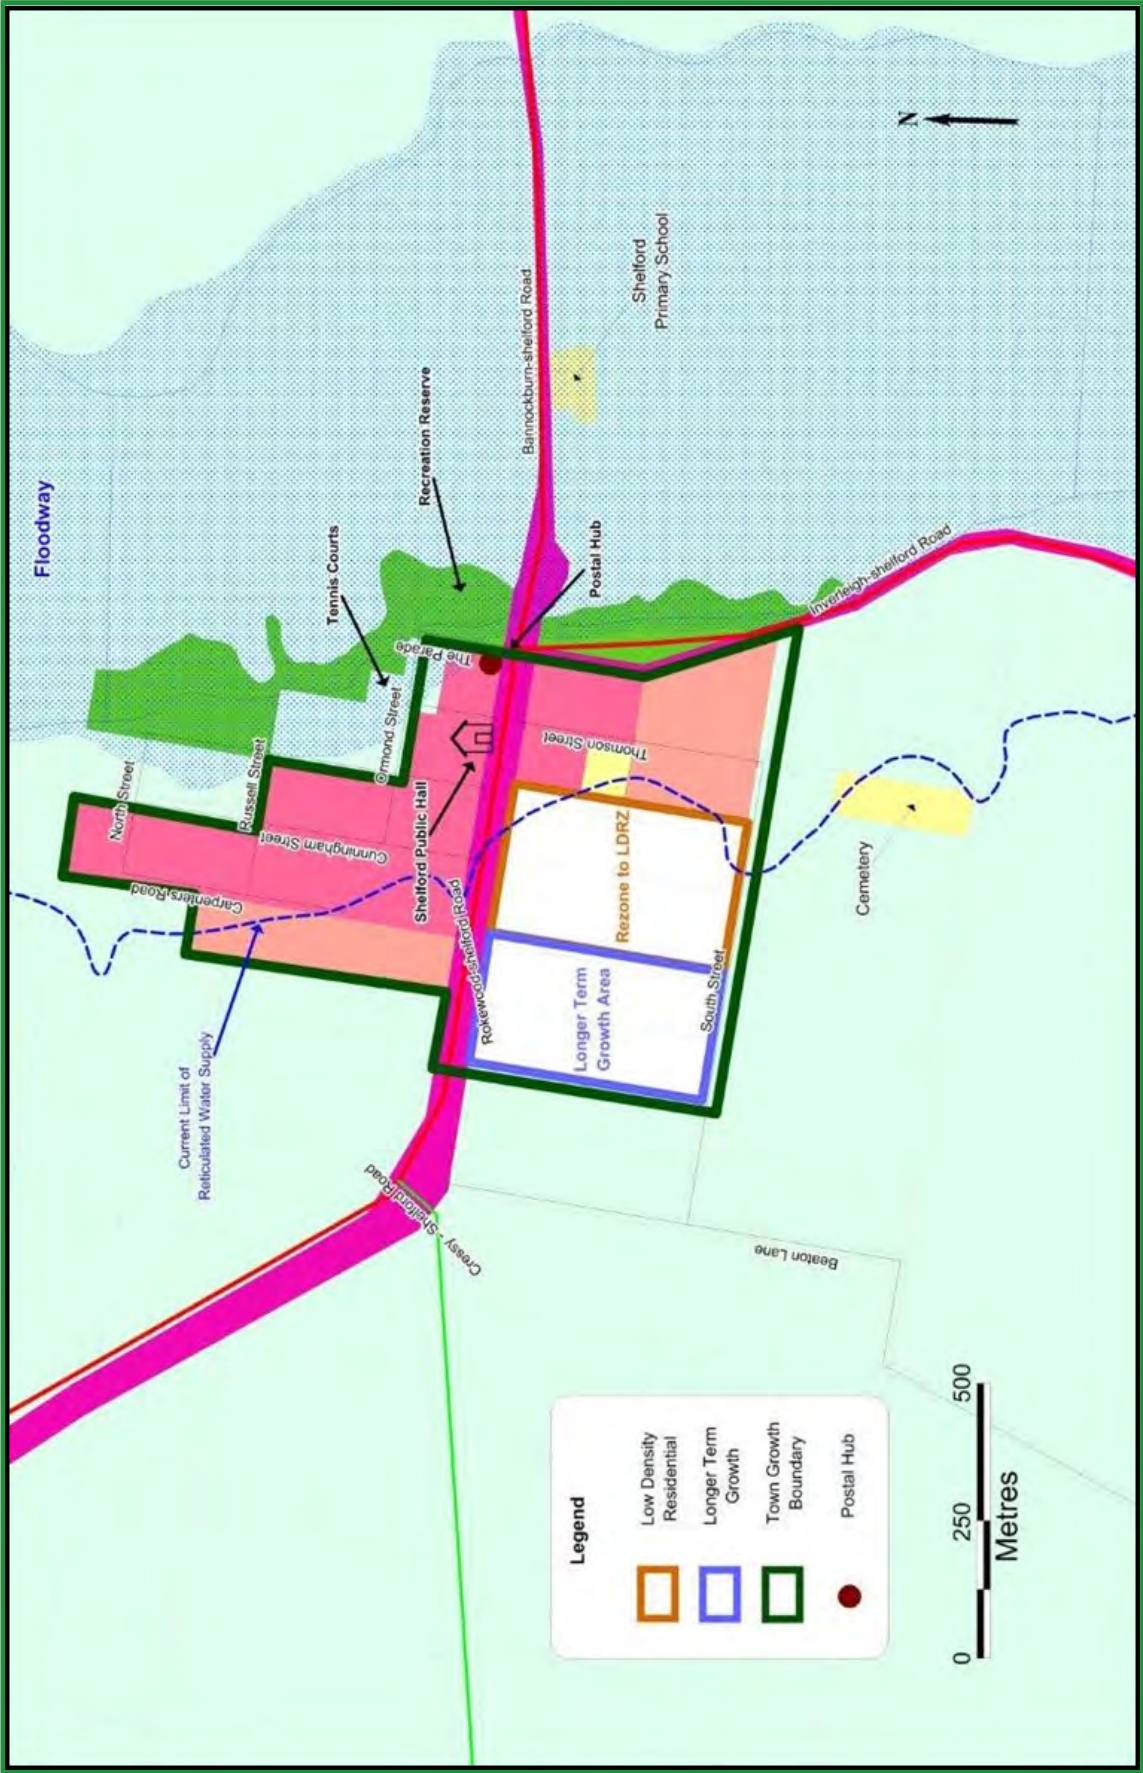 Floodway
N
Shelford
Primary School
Bannockburn-shelford Road
Recreation Reserve
Tennis Courts
Postal Hub
Inverleigh-shelford Road
The Parade
Ormond Street
Thomson Street
Russell Street
North Street
Cunningham Street
Shelford Public Hall
Carpenters Road
Rokewood-shelford Road
Rezone to LDRZ
Cemetery
South Street
Longer Term
Growth Area
Current Limit of
Reticulated Water Supply
Cressy - Shelford Road
Beaton Lane
Legend
Low Density
Residential
Longer Term
Growth
Town Growth
Boundary
Postal Hub
0 250 500
Metres